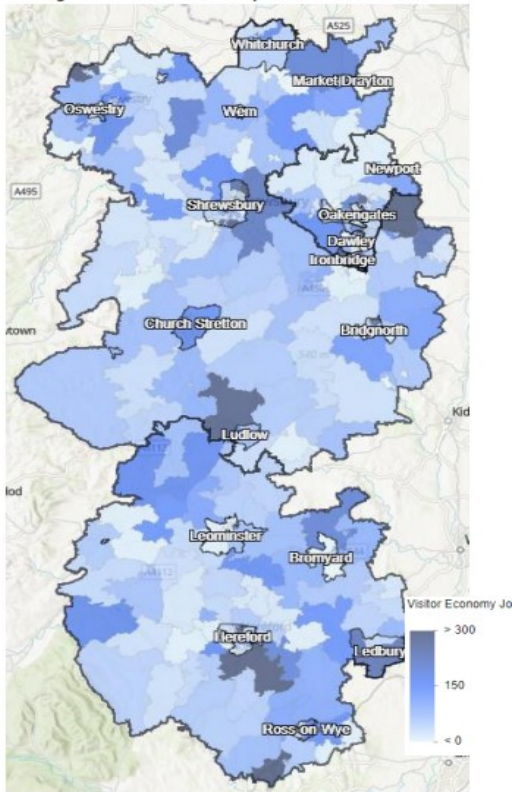 Whitchurch
A525
Market Drayton
Oswestry
Wem
Newport
A495
Shrewsbury
Oakengates
Dawley
Ironbridge
Church Stretton
Bridgnorth
town
Kid
Ludlow
lod
Leominster
Bromyard
Visitor Economy Jo
> 300
Hereford
Ledbury
150
Ross on Wye
< 0